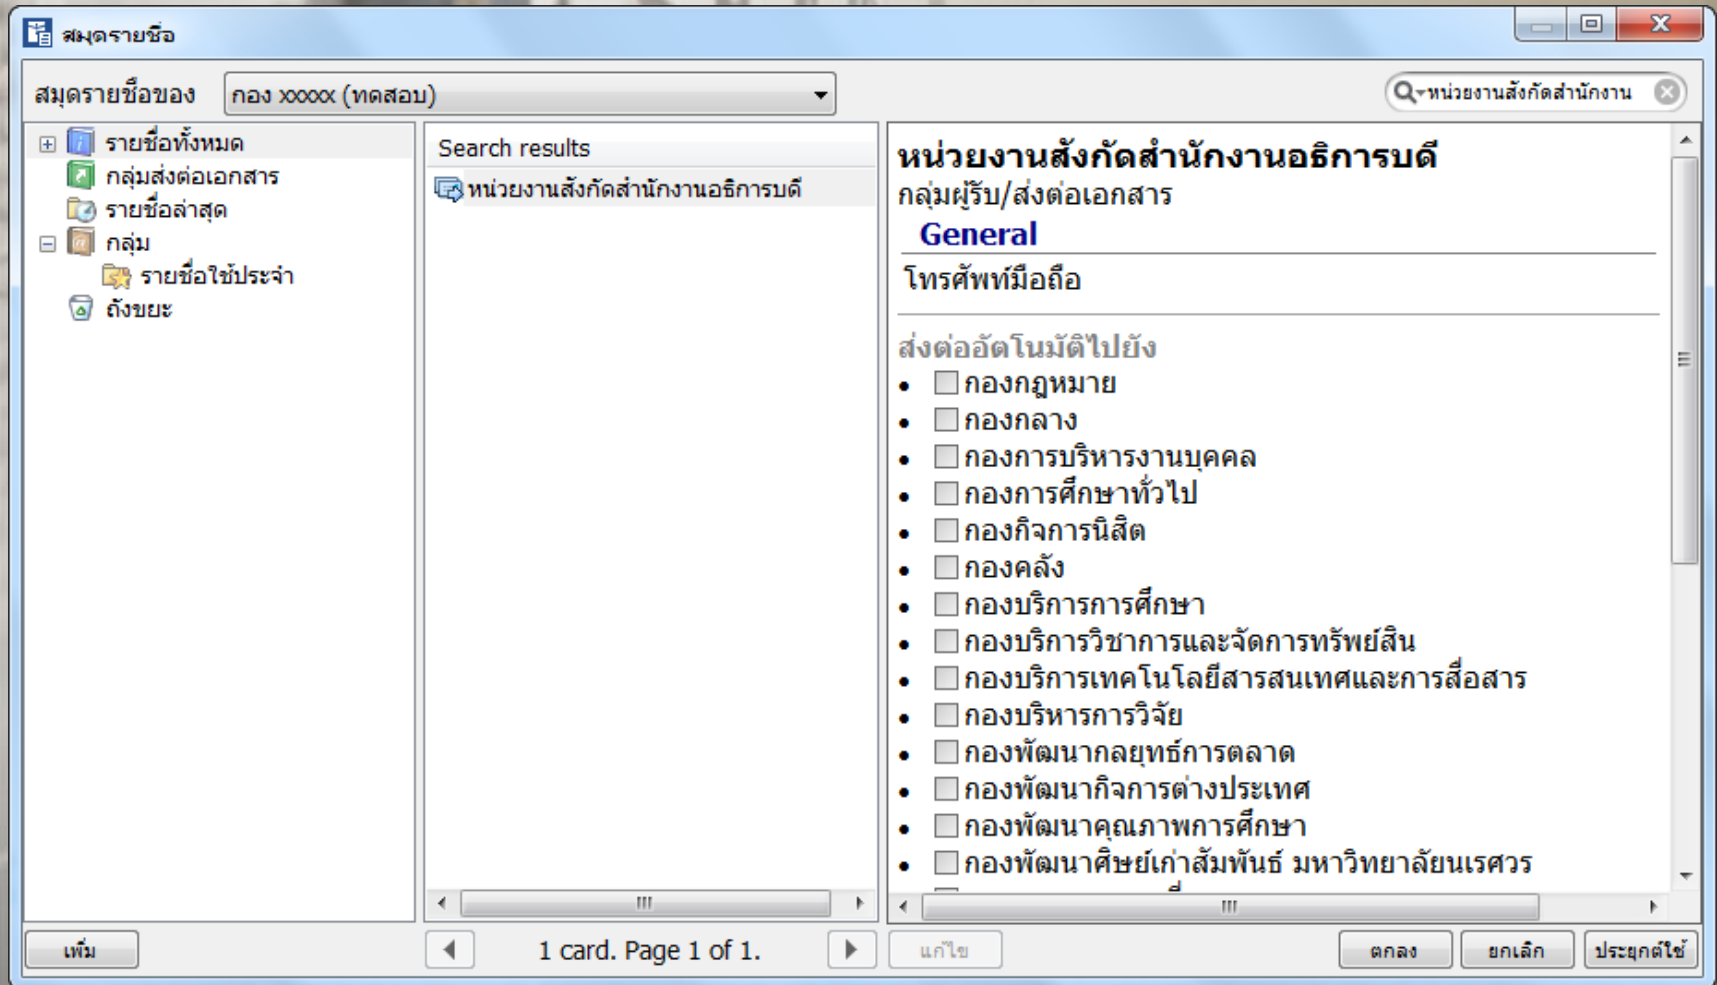 สมุดรายชื่อ
สมุดรายชื่อของ
กอง xxxxx (ทดสอบ)
หน่วยงานสังกัดสำนักงาน
รายชื่อทั้งหมด
กลุ่มส่งต่อเอกสาร
รายชื่อล่าสุด
กลุ่ม
รายชื่อใช้ประจำ
ถังขยะ
เพิ่ม
Search results
หน่วยงานสังกัดสำนักงานอธิการบดี
1 card. Page 1 of 1.
หน่วยงานสังกัดสำนักงานอธิการบดี
กลุ่มผู้รับ/ส่งต่อเอกสาร
General
โทรศัพท์มือถือ
ส่งต่ออัตโนมัติไปยัง
กองกฎหมาย
กองกลาง
กองการบริหารงานบุคคล
กองการศึกษาทั่วไป
กองกิจการนิสิต
กองคลัง
กองบริการการศึกษา
กองบริการวิชาการและจัดการทรัพย์สิน
กองบริการเทคโนโลยีสารสนเทศและการสื่อสาร
กองบริหารการวิจัย
กองพัฒนากลยุทธ์การตลาด
กองพัฒนากิจการต่างประเทศ
กองพัฒนาคุณภาพการศึกษา
กองพัฒนาศิษย์เก่าสัมพันธ์ มหาวิทยาลัยนเรศวร
แก้ไข
ตกลง
ยกเลิก
ประยุกต์ใช้